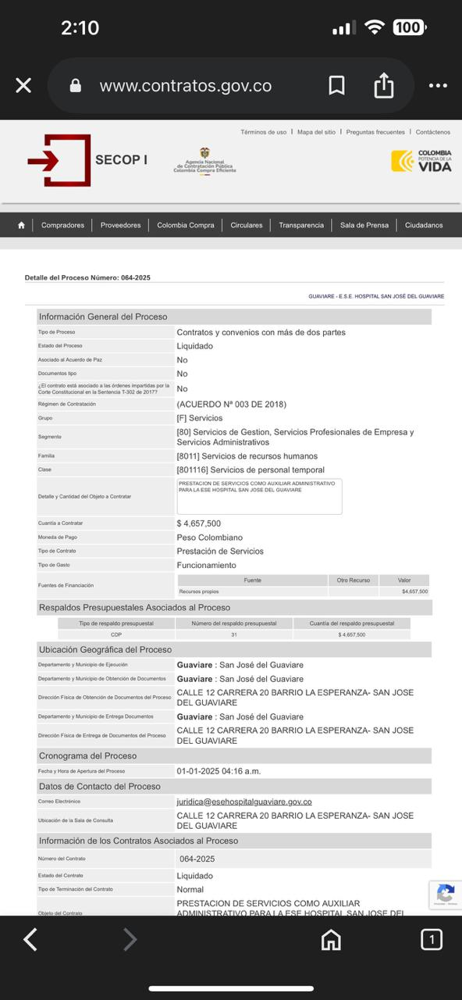 2:10
100
www.contratos.gov.co
Términos de uso | Mapa del sitio | Preguntas frecuentes | Contáctenos
SECOP I
Agencia Nacional
de Contratación Pública
Colombia Compra Eficiente
COLOMBIA
POTENCIA DE LA
VIDA
Compradores | Proveedores | Colombia Compra | Circulares | Transparencia | Sala de Prensa | Ciudadanos
Detalle del Proceso Número: 064-2025
GUAVIARE - E.S.E. HOSPITAL SAN JOSÉ DEL GUAVIARE
Información General del Proceso
Tipo de Proceso Contratos y convenios con más de dos partes
Estado del Proceso Liquidado
Asociado al Acuerdo de Paz No
Documentos tipo No
¿El contrato está asociado a las órdenes impartidas por la
Corte Constitucional en la Sentencia T-302 de 2017? No
Régimen de Contratación (ACUERDO Nª 003 DE 2018)
Grupo [F] Servicios
Segmento [80] Servicios de Gestion, Servicios Profesionales de Empresa y
Servicios Administrativos
Familia [8011] Servicios de recursos humanos
Clase [801116] Servicios de personal temporal
Detalle y Cantidad del Objeto a Contratar PRESTACION DE SERVICIOS COMO AUXILIAR ADMINISTRATIVO
PARA LA ESE HOSPITAL SAN JOSE DEL GUAVIARE
Cuantía a Contratar $ 4,657,500
Moneda de Pago Peso Colombiano
Tipo de Contrato Prestación de Servicios
Tipo de Gasto Funcionamiento
Fuentes de Financiación
Fuente Otro Recurso Valor
Recursos propios $4,657,500
Respaldos Presupuestales Asociados al Proceso
Tipo de respaldo presupuestal Número del respaldo presupuestal Cuantía del respaldo presupuestal
CDP 31 $ 4,657,500
Ubicación Geográfica del Proceso
Departamento y Municipio de Ejecución Guaviare : San José del Guaviare
Departamento y Municipio de Obtención de Documentos Guaviare : San José del Guaviare
Dirección Física de Obtención de Documentos del Proceso CALLE 12 CARRERA 20 BARRIO LA ESPERANZA- SAN JOSE
DEL GUAVIARE
Departamento y Municipio de Entrega Documentos Guaviare : San José del Guaviare
Dirección Física de Entrega de Documentos del Proceso CALLE 12 CARRERA 20 BARRIO LA ESPERANZA- SAN JOSE
DEL GUAVIARE
Cronograma del Proceso
Fecha y Hora de Apertura del Proceso 01-01-2025 04:16 a.m.
Datos de Contacto del Proceso
Correo Electrónico juridica@esehospitalguaviare.gov.co
Ubicación de la Sala de Consulta CALLE 12 CARRERA 20 BARRIO LA ESPERANZA- SAN JOSE
DEL GUAVIARE
Información de los Contratos Asociados al Proceso
Número del Contrato 064-2025
Estado del Contrato Liquidado
Tipo de Terminación del Contrato Normal
Objeto del Contrato PRESTACION DE SERVICIOS COMO AUXILIAR
ADMINISTRATIVO PARA LA ESE HOSPITAL SAN JOSE DEL
1